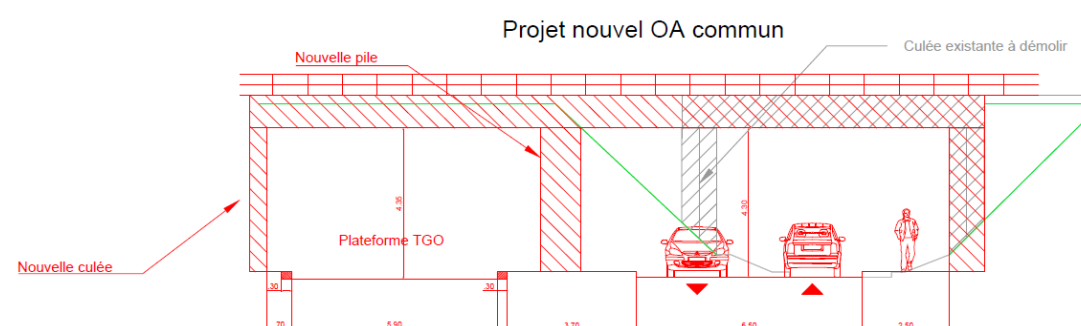 Projet nouvel OA commun
Culée existante à démolir
Nouvelle pile
4.35
4.30
Plateforme TGO
Nouvelle culée
.30
.30
.70
5.90
3.70
6.50
2.50